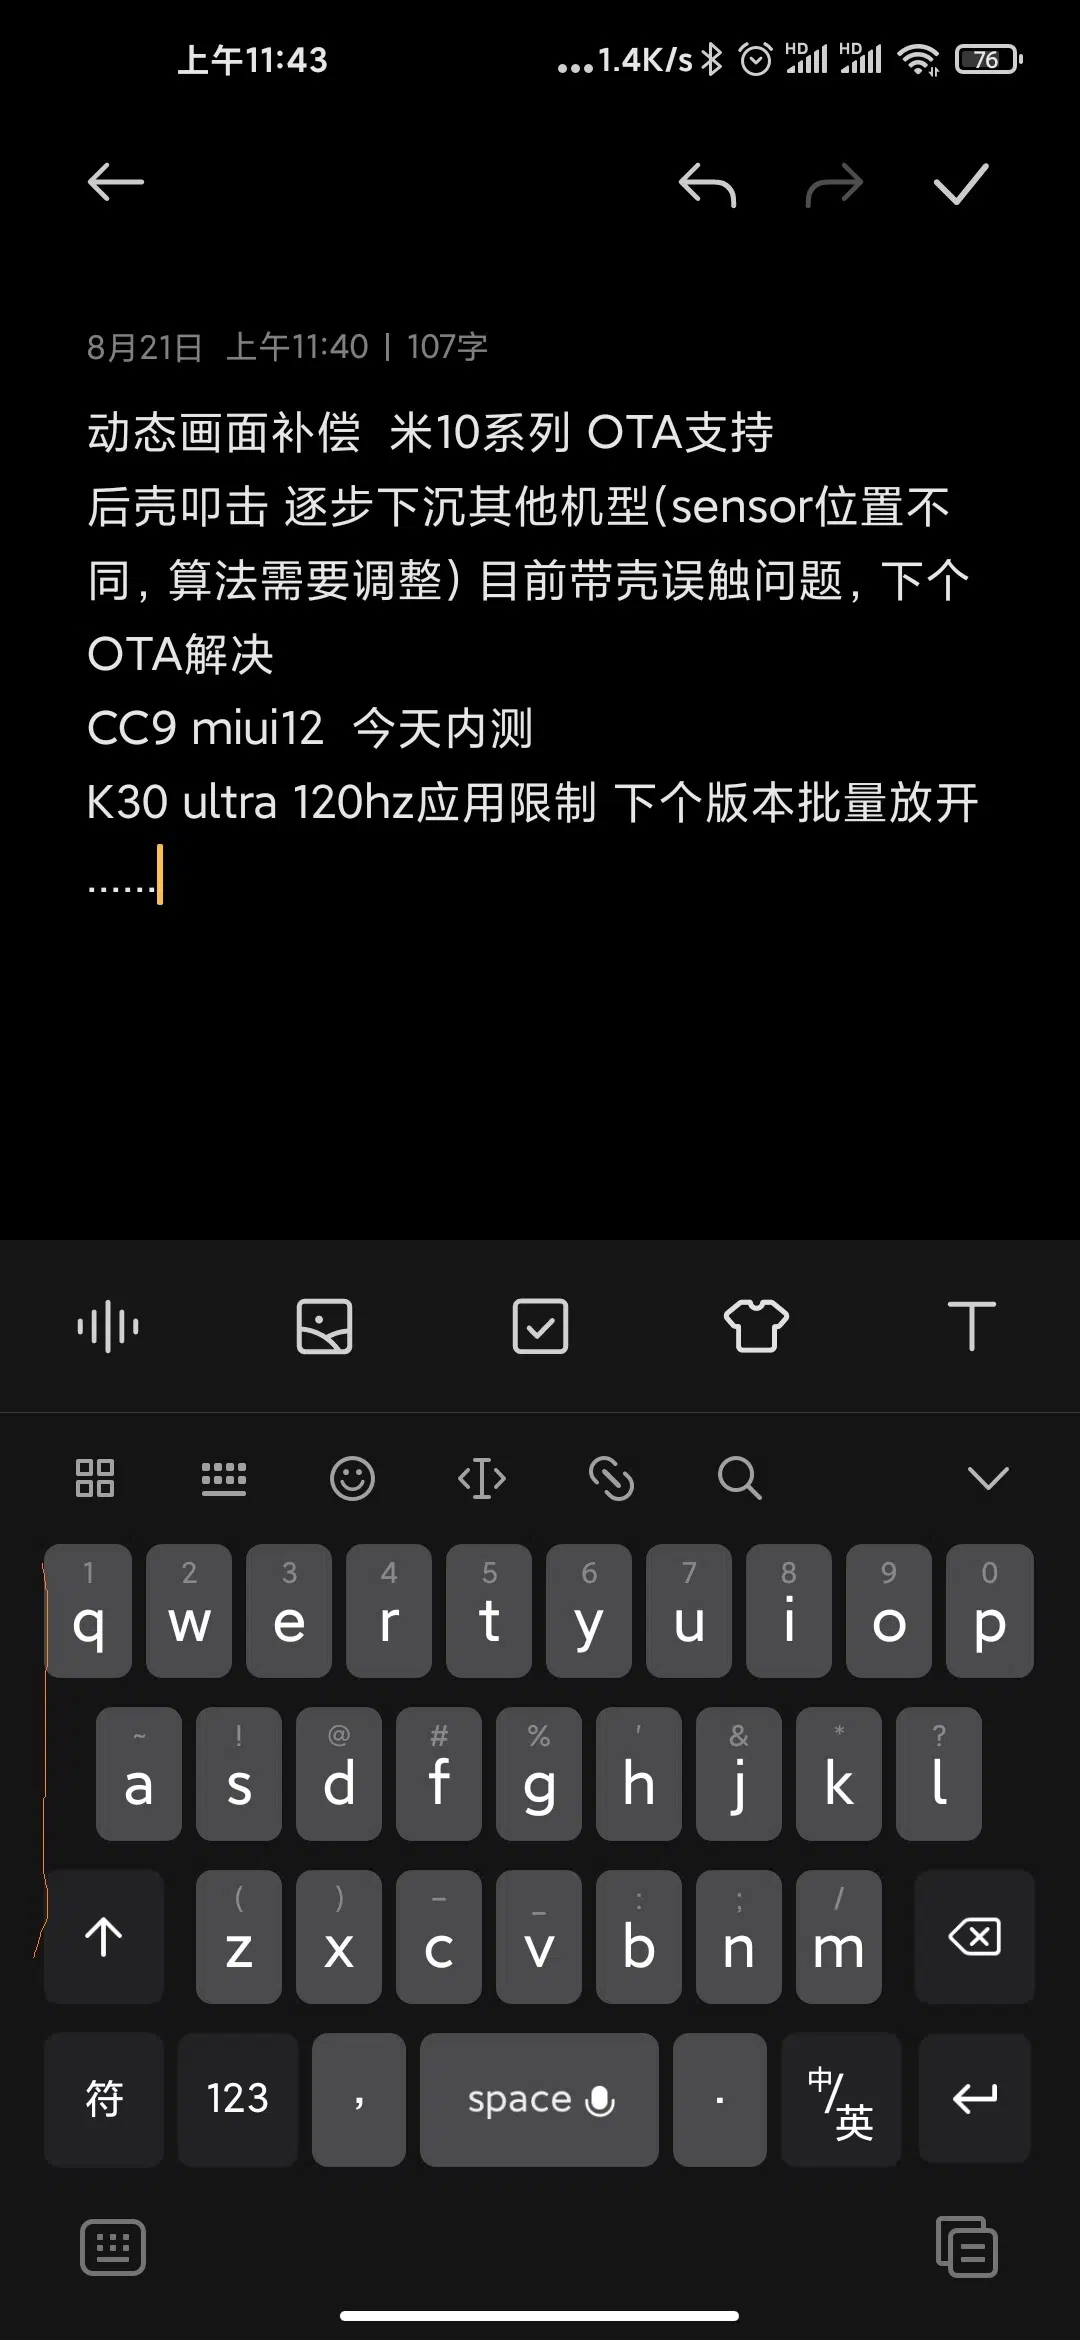 上午11:43
...1.4K/s HD HD 76
8月21日 上午11:40 | 107字
动态画面补偿 米10系列 OTA支持
后壳叩击 逐步下沉其他机型(sensor位置不
同, 算法需要调整) 目前带壳误触问题, 下个
OTA解决
CC9 miui12 今天内测
K30 ultra 120hz应用限制 下个版本批量放开
......
1 2 3 4 5 6 7 8 9 0
q w e r t y u i o p
~ ! @ # % ' & * ?
a s d f g h j k l
( ) – _ : ; /
z x c v b n m
符 123 , space . 中/英